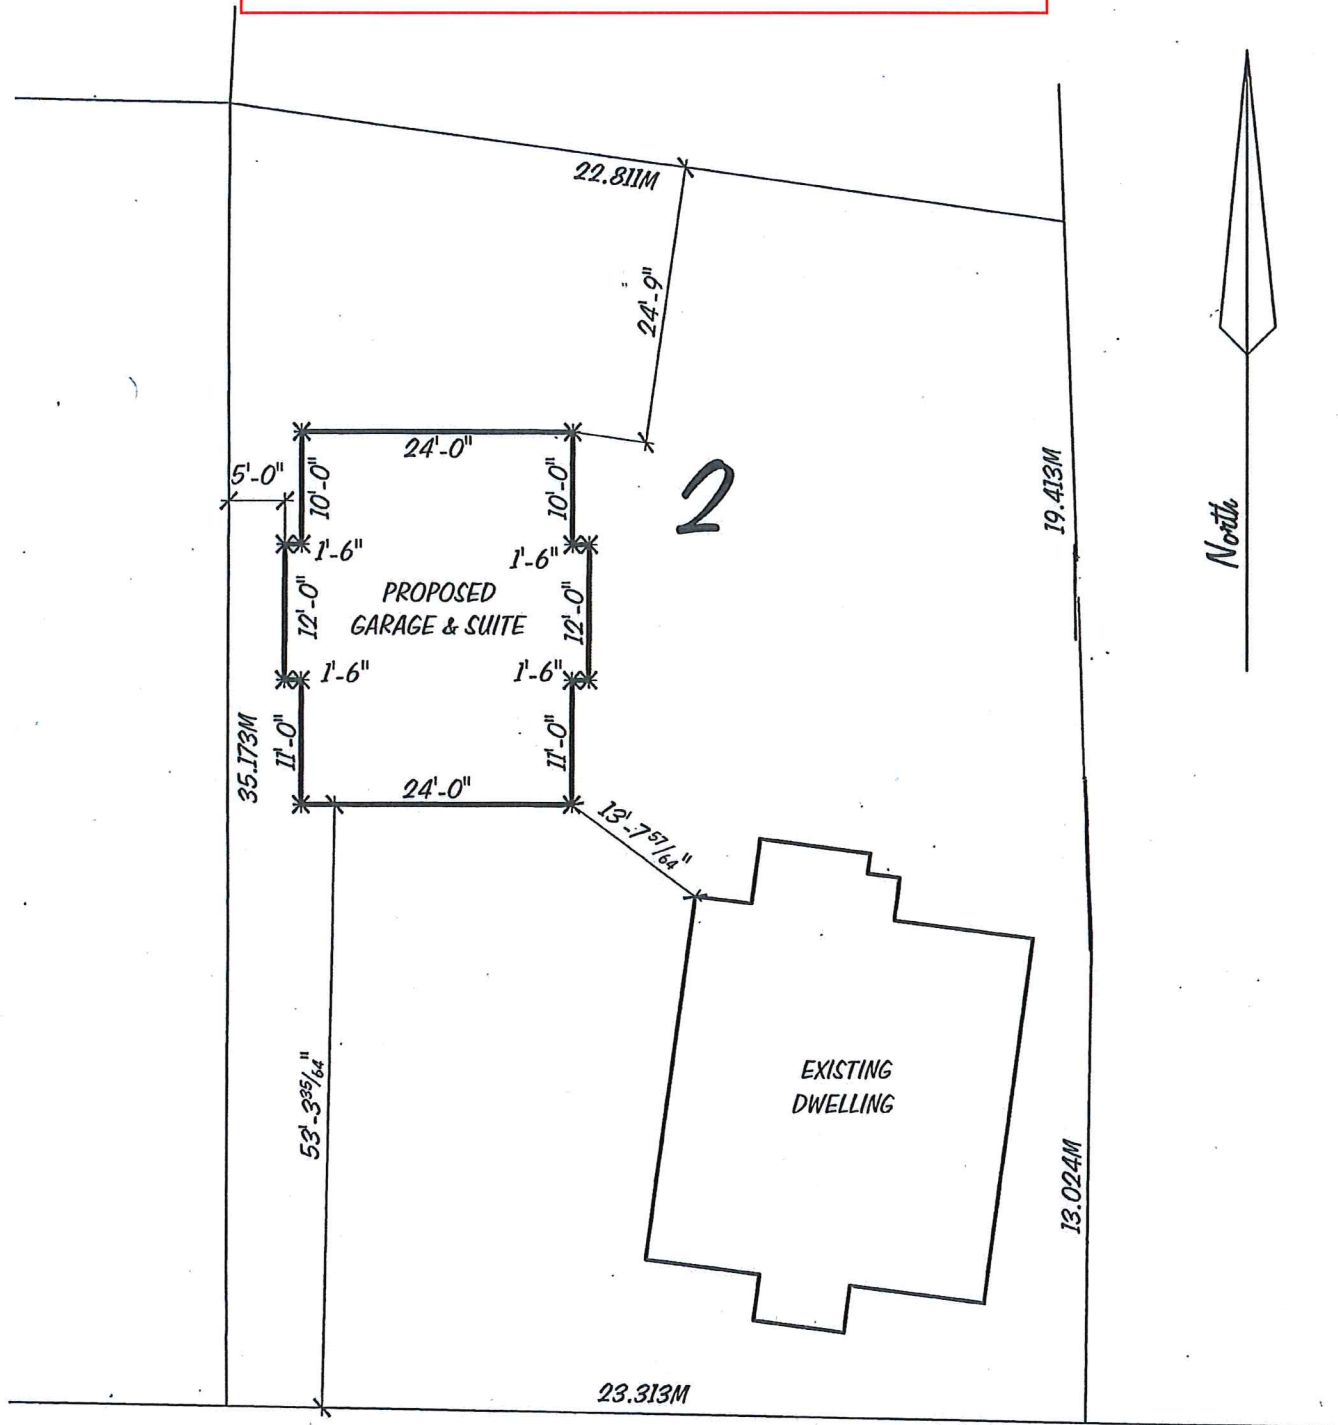 22.811M
24'-9"
24'-0"
5'-0"
10'-0"
10'-0"
2
19.413M
North
1'-6"
1'-6"
PROPOSED
GARAGE & SUITE
12'-0"
12'-0"
1'-6"
1'-6"
35.173M
11'-0"
11'-0"
24'-0"
13'-7 57/64"
53'-3 35/64"
EXISTING
DWELLING
13.024M
23.313M